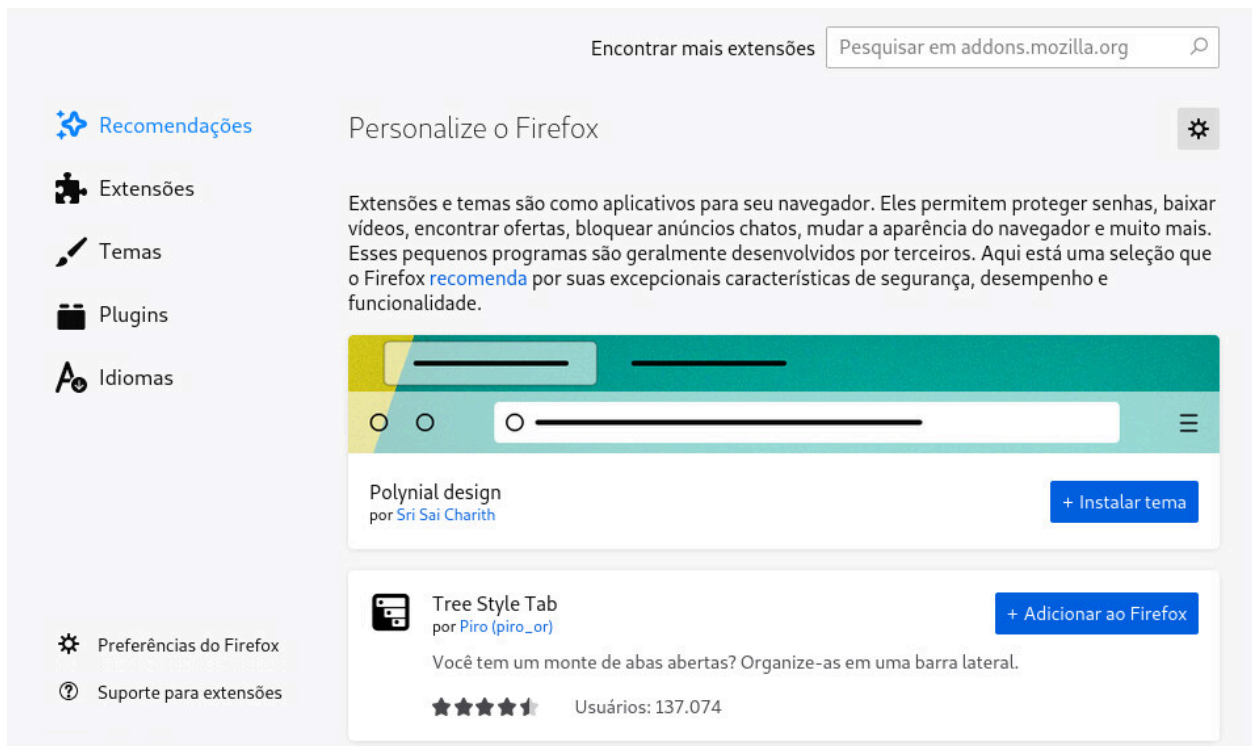 Encontrar mais extensões
Pesquisar em addons.mozilla.org
Recomendações
Extensões
Temas
Plugins
Idiomas
Preferências do Firefox
Suporte para extensões
Personalize o Firefox
Extensões e temas são como aplicativos para seu navegador. Eles permitem proteger senhas, baixar
vídeos, encontrar ofertas, bloquear anúncios chatos, mudar a aparência do navegador e muito mais.
Esses pequenos programas são geralmente desenvolvidos por terceiros. Aqui está uma seleção que
o Firefox recomenda por suas excepcionais características de segurança, desempenho e
funcionalidade.
Polynial design
por Sri Sai Charith
+ Instalar tema
Tree Style Tab
por Piro (piro_or)
+ Adicionar ao Firefox
Você tem um monte de abas abertas? Organize-as em uma barra lateral.
Usuários: 137.074